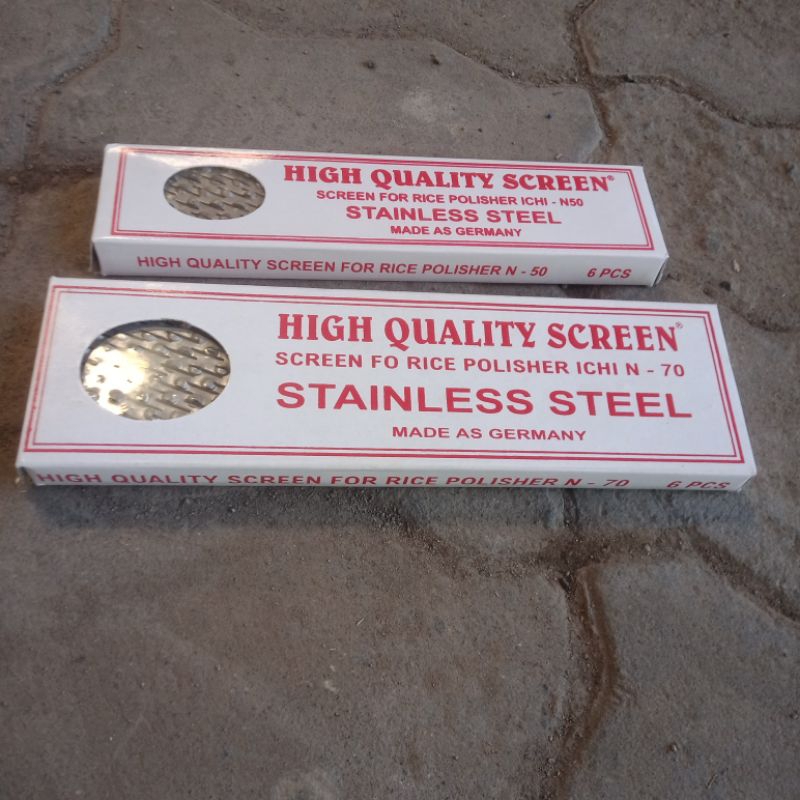 HIGH QUALITY SCREEN®
SCREEN FOR RICE POLISHER ICHI - N50
STAINLESS STEEL
MADE AS GERMANY
HIGH QUALITY SCREEN FOR RICE POLISHER N - 50 6 PCS
HIGH QUALITY SCREEN®
SCREEN FO RICE POLISHER ICHI N - 70
STAINLESS STEEL
MADE AS GERMANY
HIGH QUALITY SCREEN FOR RICE POLISHER N - 70 6 PCS